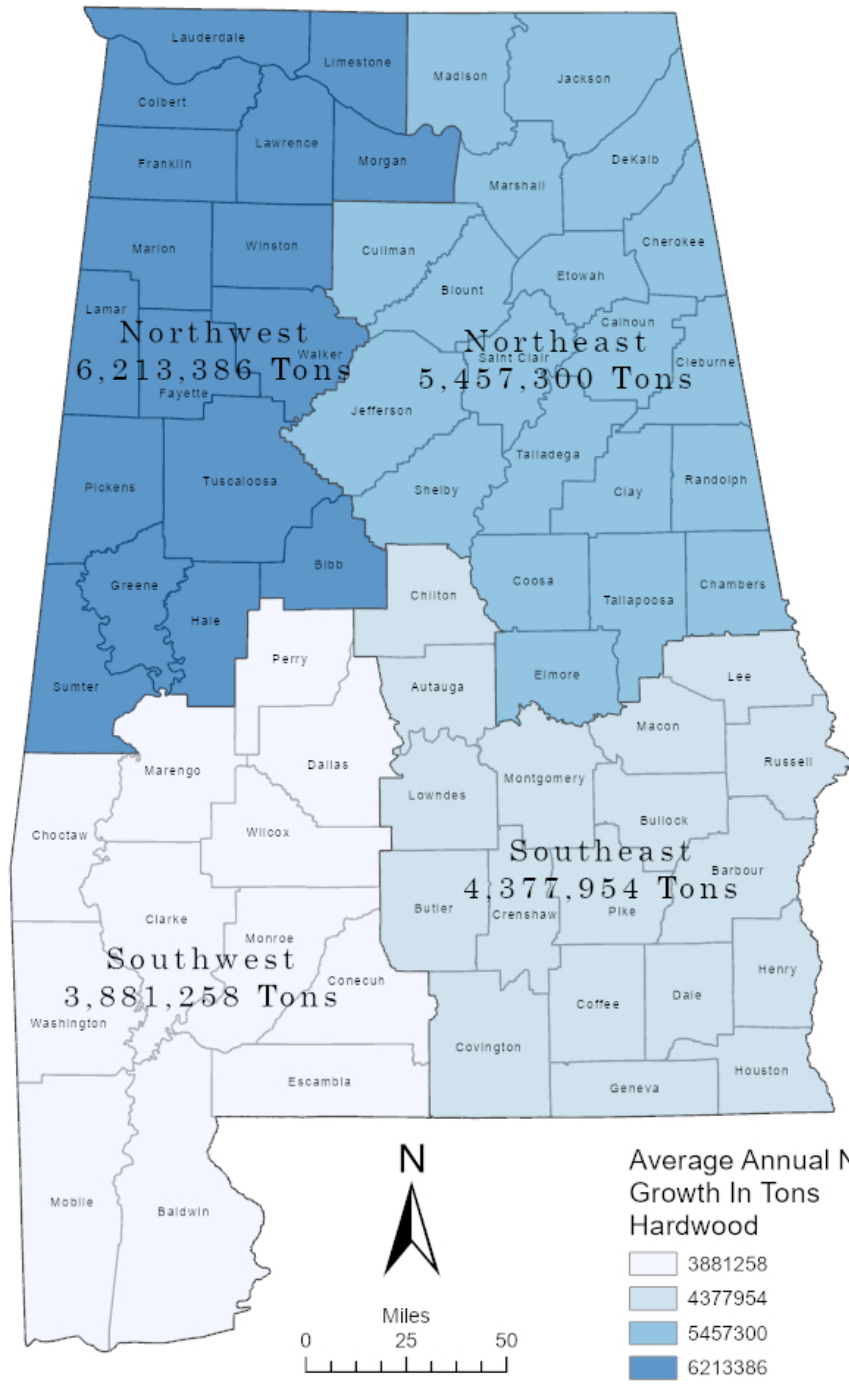 Lauderdale
Limestone
Madison
Jackson
Colbert
Lawrence
Franklin
Morgan
Marshall
DeKalb
Marion
Winston
Cullman
Cherokee
Blount
Etowah
Lamar
Calhoun
Northwest
6,213,386 Tons
Walker
Fayette
Northeast
5,457,300 Tons
Saint Clair
Cleburne
Jefferson
Talladega
Pickens
Tuscaloosa
Shelby
Clay
Randolph
Bibb
Greene
Hale
Chilton
Coosa
Tallapoosa
Chambers
Perry
Sumter
Autauga
Elmore
Lee
Macon
Marengo
Dallas
Lowndes
Montgomery
Russell
Choctaw
Wilcox
Bullock
Southeast
4,377,954 Tons
Barbour
Butler
Crenshaw
Pike
Clarke
Monroe
Southwest
3,881,258 Tons
Conecuh
Washington
Henry
Coffee
Dale
Covington
Escambia
Geneva
Houston
Mobile
Baldwin
N
Miles
0 25 50
Average Annual N
Growth In Tons
Hardwood
3881258
4377954
5457300
6213386